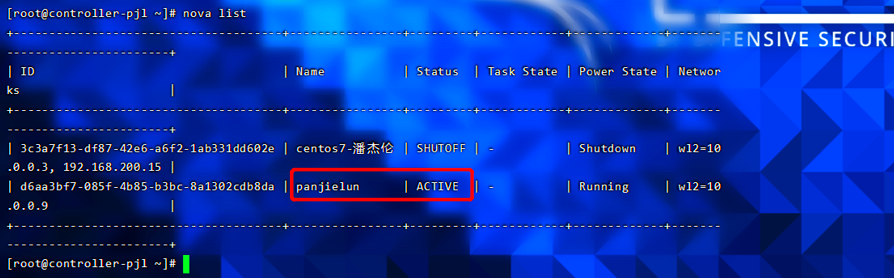 [root@controller-pjl ~]# nova list
+--------------------------------------+----------------+---------+------------+-------------+-------
-----------------------+
| ID                                   | Name           | Status  | Task State | Power State | Networ
ks                     |
+--------------------------------------+----------------+---------+------------+-------------+-------
-----------------------+
| 3c3a7f13-df87-42e6-a6f2-1ab331dd602e | centos7-潘杰伦 | SHUTOFF | -          | Shutdown    | wl2=10
.0.0.3, 192.168.200.15 |
| d6aa3bf7-085f-4b85-b3bc-8a1302cdb8da | panjielun      | ACTIVE  | -          | Running     | wl2=10
.0.0.9                 |
+--------------------------------------+----------------+---------+------------+-------------+-------
-----------------------+
[root@controller-pjl ~]#
FENSIVE SECURI